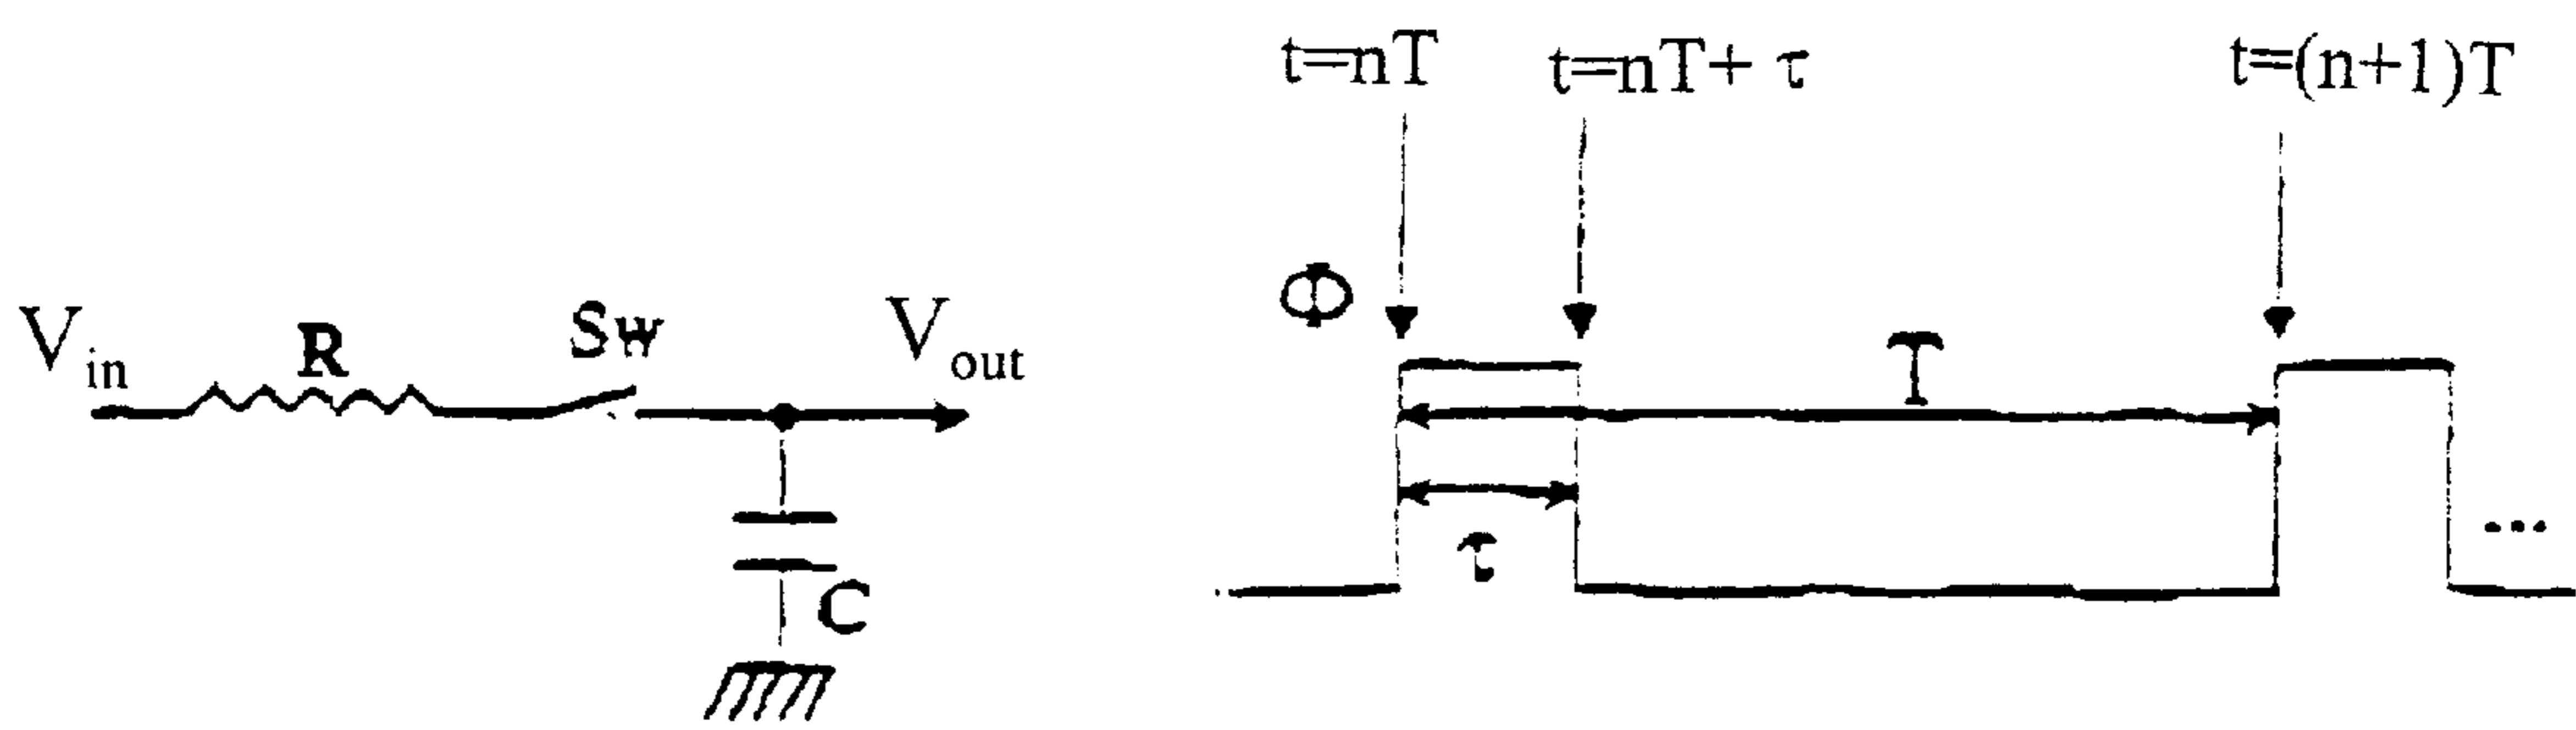 t=nT
t=nT+ τ
t=(n+1)T
Φ
T
V_in
R
Sw
V_out
τ
...
C